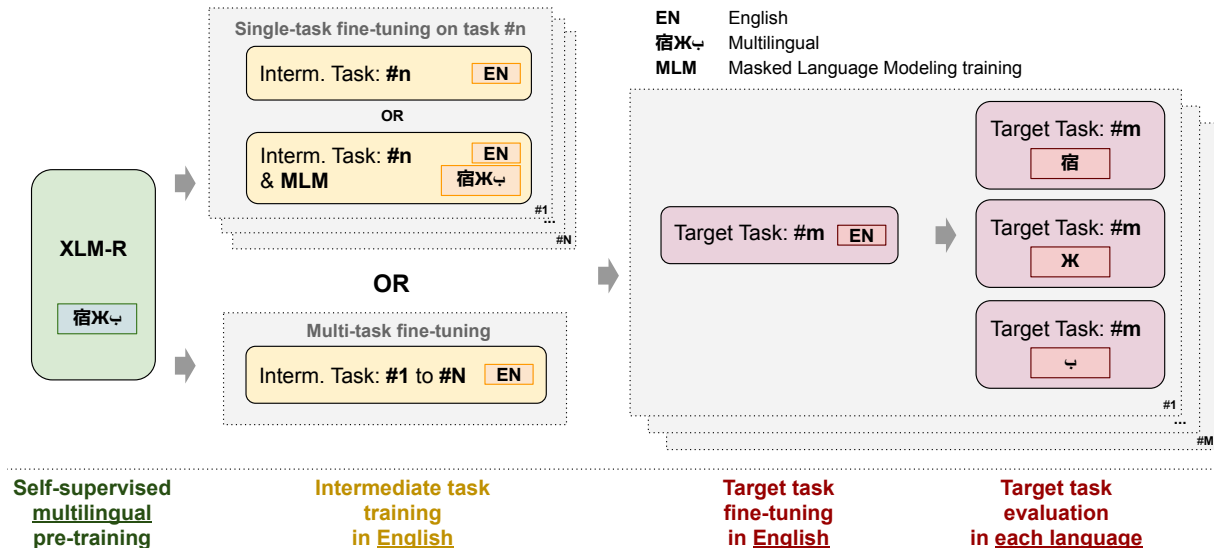 EN English
宿Жب Multilingual
MLM Masked Language Modeling training
Single-task fine-tuning on task #n
Interm. Task: #n EN
OR
Interm. Task: #n EN
& MLM 宿Жب
#1
...
#N
XLM-R
宿Жب
OR
Multi-task fine-tuning
Interm. Task: #1 to #N EN
Target Task: #m EN
Target Task: #m
宿
Target Task: #m
Ж
Target Task: #m
ب
#1
...
#M
Self-supervised
multilingual
pre-training
Intermediate task
training
in English
Target task
fine-tuning
in English
Target task
evaluation
in each language